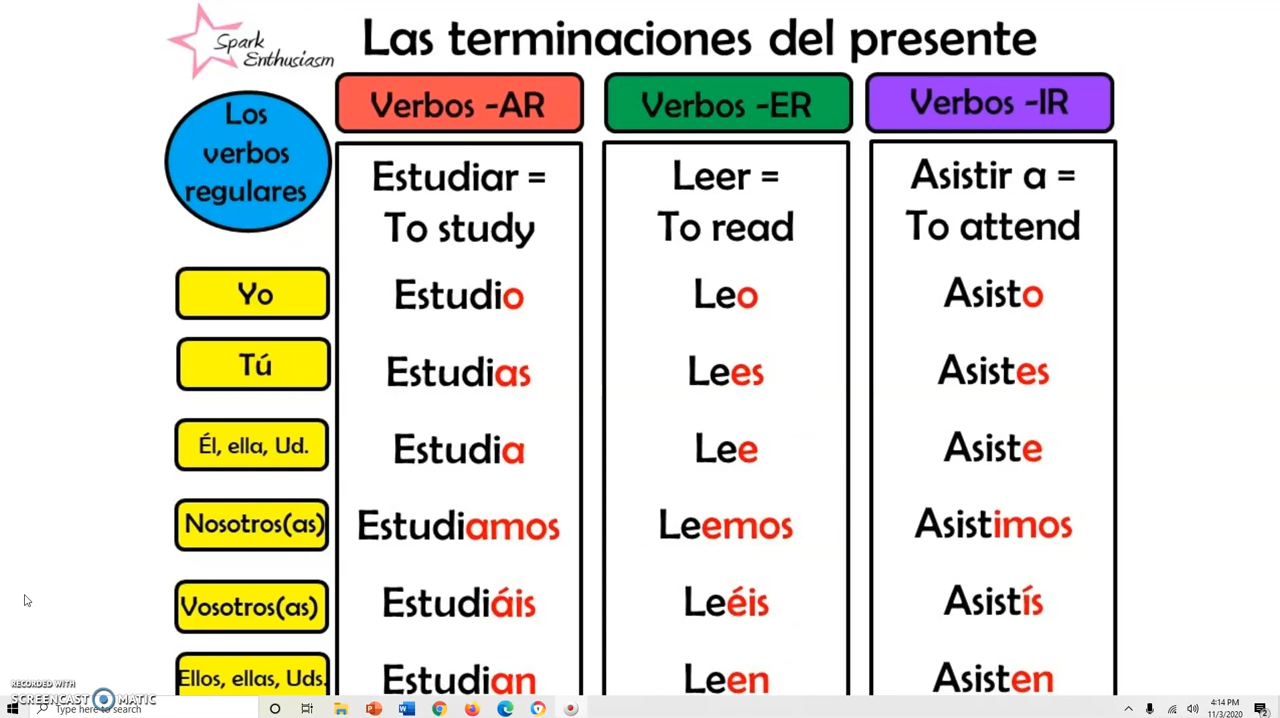 Spark
Enthusiasm
Las terminaciones del presente
Los
verbos
regulares
Verbos -AR
Verbos -ER
Verbos -IR
Estudiar =
To study
Leer =
To read
Asistir a =
To attend
Yo
Estudio
Leo
Asisto
Tú
Estudias
Lees
Asistes
Él, ella, Ud.
Estudia
Lee
Asiste
Nosotros(as)
Estudiamos
Leemos
Asistimos
Vosotros(as)
Estudiáis
Leéis
Asistís
Ellos, ellas, Uds.
Estudian
Leen
Asisten
RECORDED WITH
SCREENCAST MATIC
Type here to search
4:14 PM
11/3/2020
2